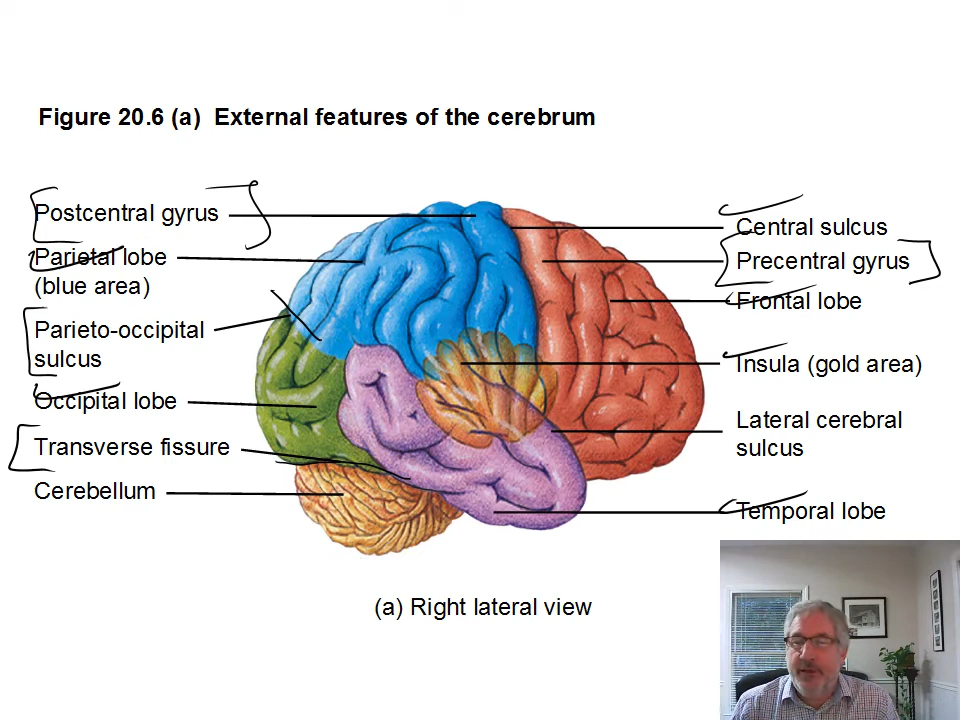 Figure 20.6 (a)  External features of the cerebrum
Postcentral gyrus
Parietal lobe
(blue area)
Parieto-occipital
sulcus
Occipital lobe
Transverse fissure
Cerebellum
Central sulcus
Precentral gyrus
Frontal lobe
Insula (gold area)
Lateral cerebral
sulcus
Temporal lobe
(a) Right lateral view